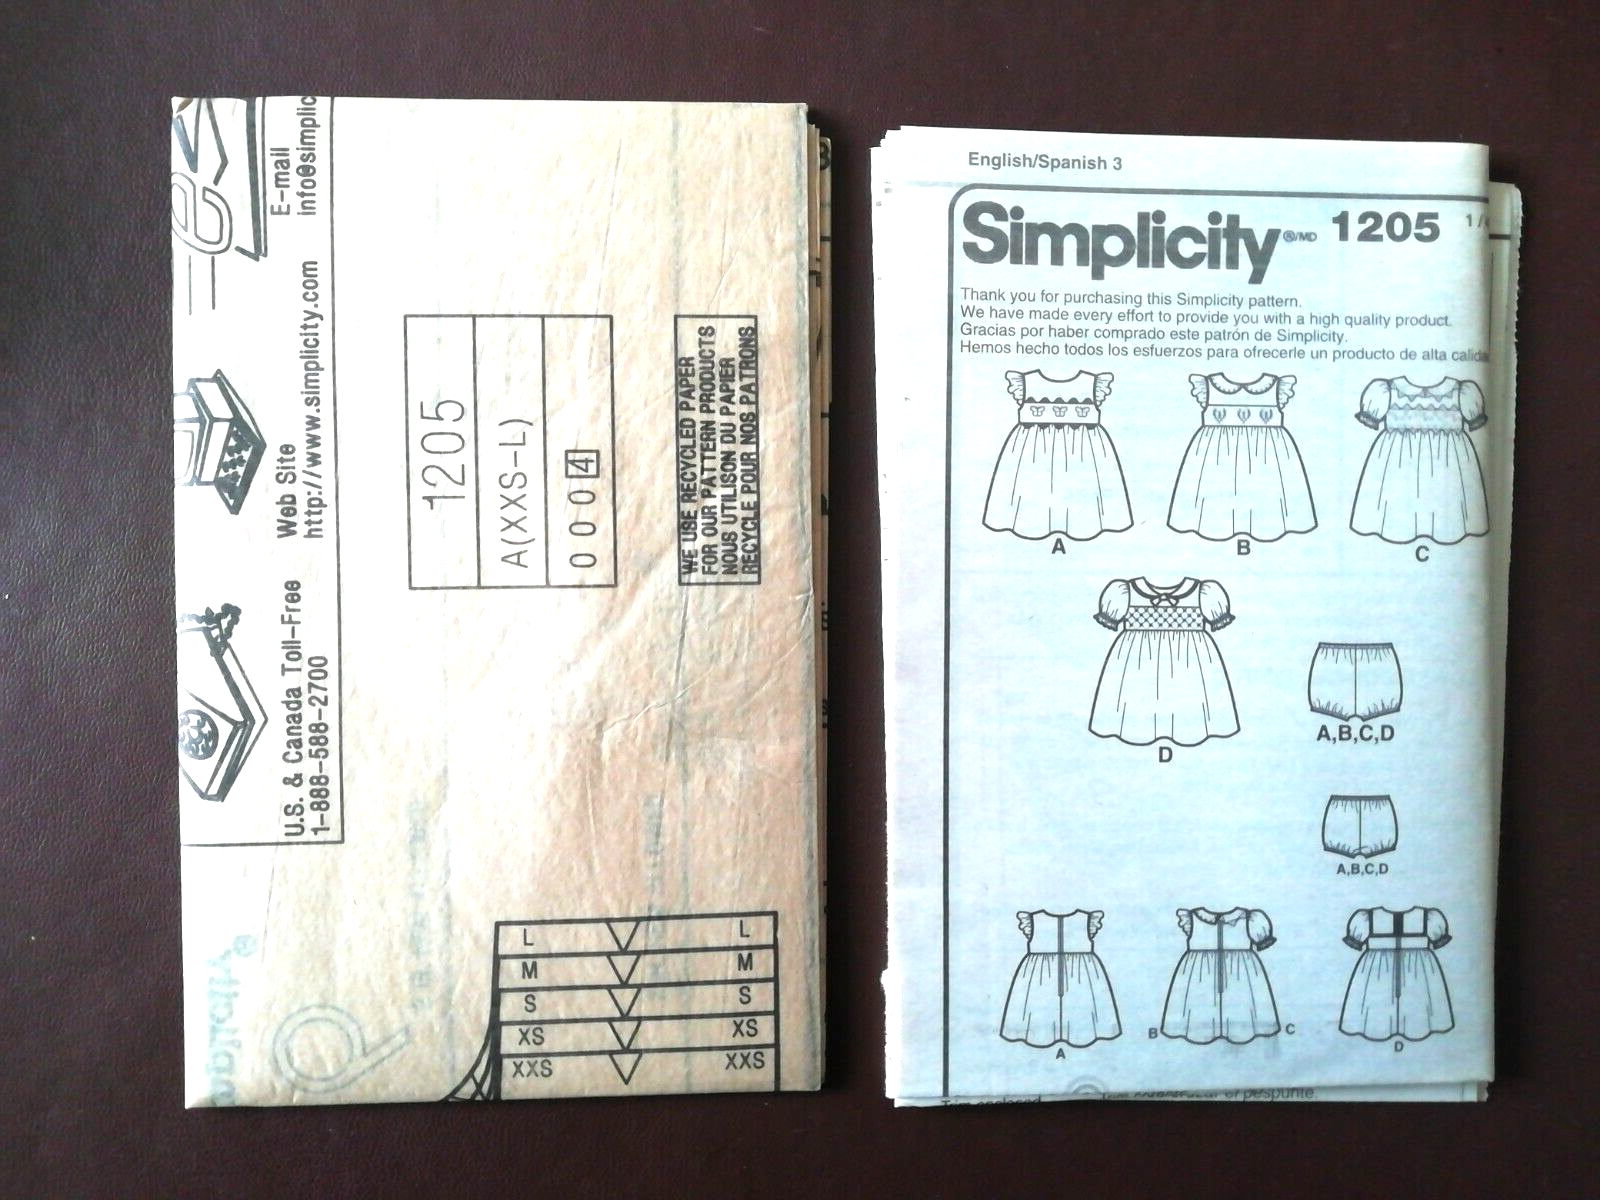 E-mail
info@simplic
Web Site
http://www.simplicity.com
U.S. & Canada Toll-Free
1-888-588-2700
1205
A(XXS-L)
0 0 0 4
WE USE RECYCLED PAPER
FOR OUR PATTERN PRODUCTS
NOUS UTILISON DU PAPIER
RECYCLE POUR NOS PATRONS
L L
M M
S S
XS XS
XXS XXS
English/Spanish 3
Simplicity®/MD 1205 1/
Thank you for purchasing this Simplicity pattern.
We have made every effort to provide you with a high quality product.
Gracias por haber comprado este patrón de Simplicity.
Hemos hecho todos los esfuerzos para ofrecerle un producto de alta calida
A B C
D
A,B,C,D
A,B,C,D
A B C D
pespunte.